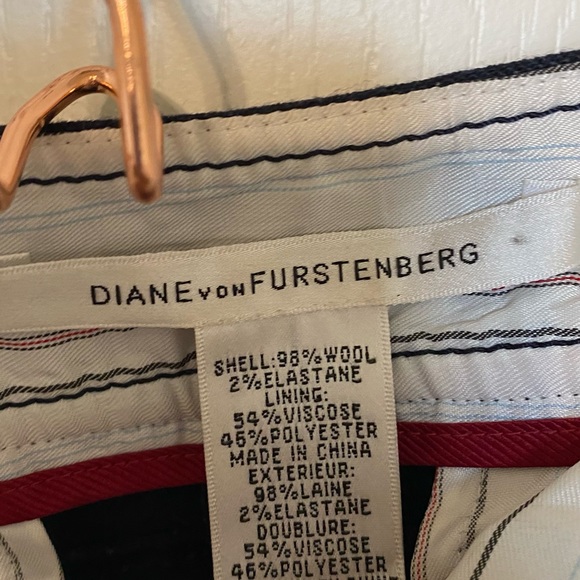 DIANE VON FURSTENBERG
SHELL:98%WOOL
2%ELASTANE
LINING:
54%VISCOSE
46%POLYESTER
MADE IN CHINA
EXTERIEUR:
98%LAINE
2%ELASTANE
DOUBLURE:
54%VISCOSE
46%POLYESTER